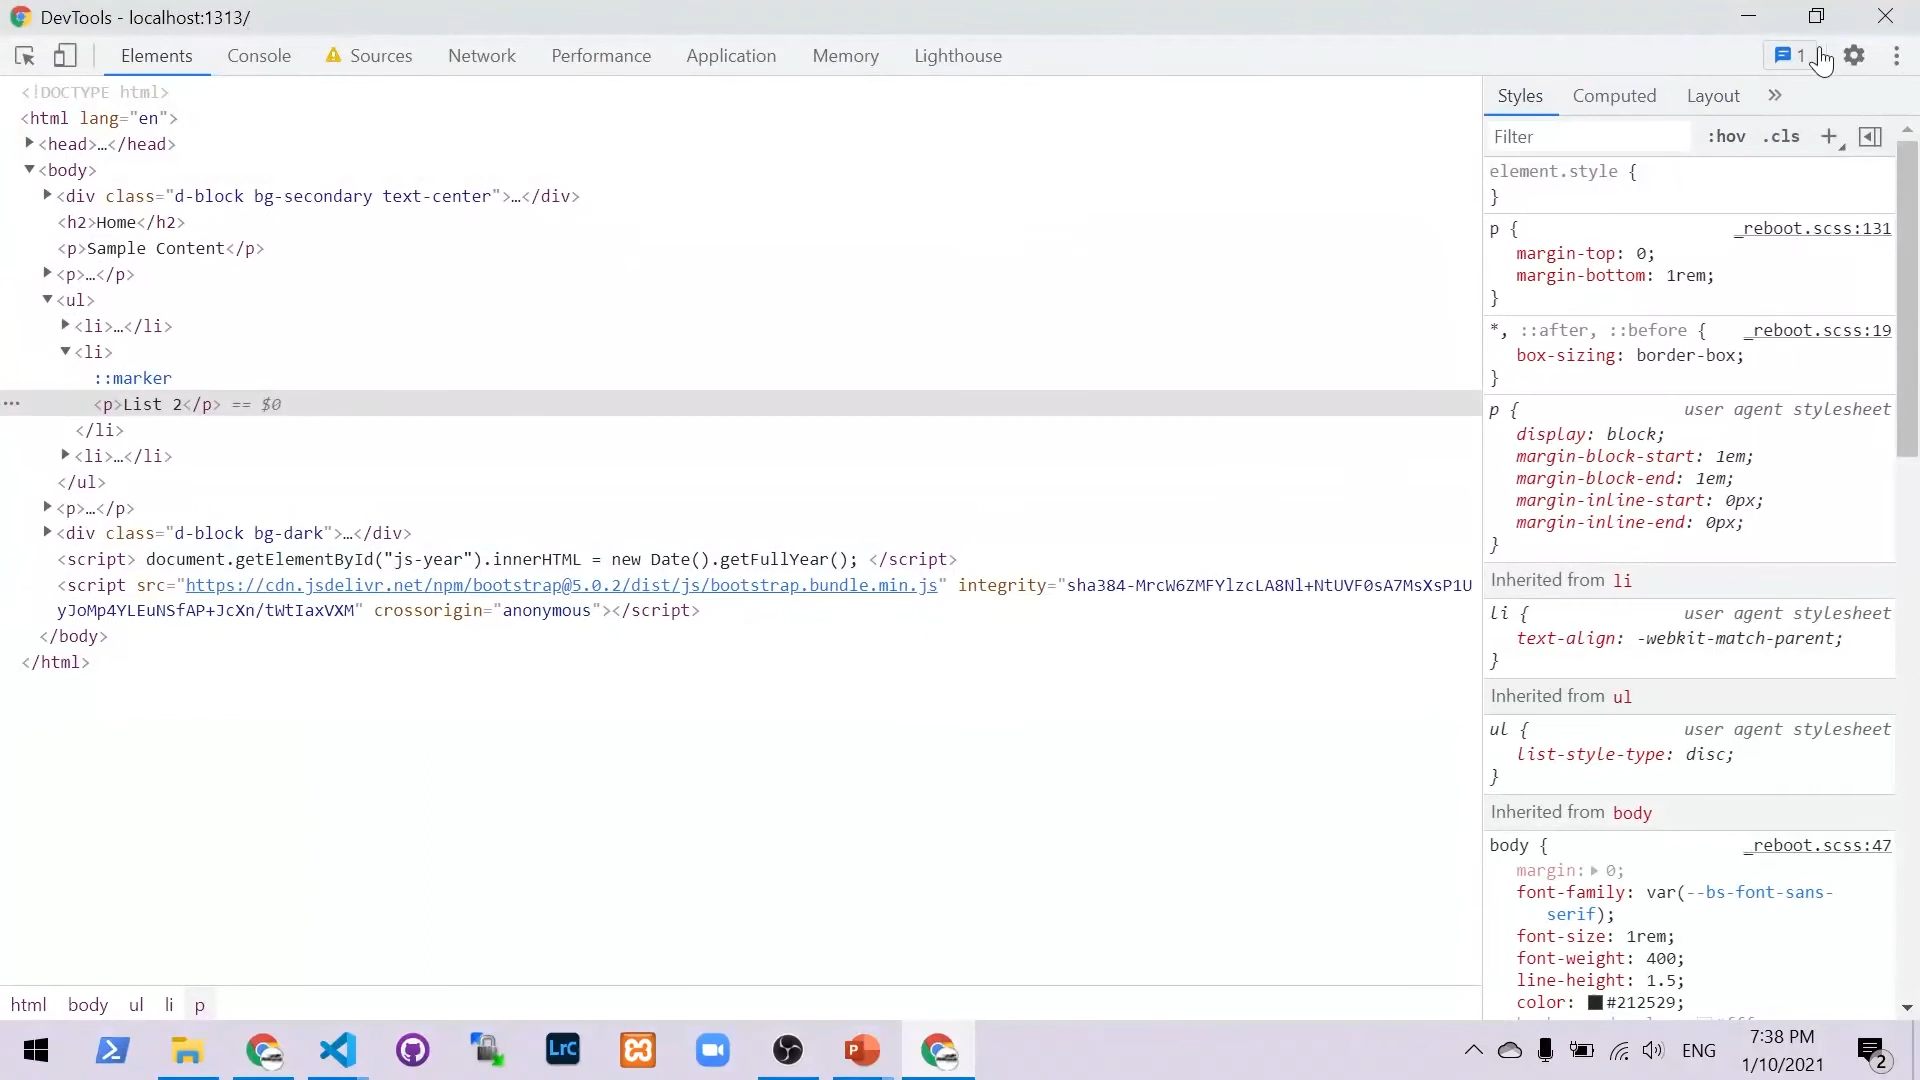 DevTools - localhost:1313/
Elements Console Sources Network Performance Application Memory Lighthouse 1
<!DOCTYPE html>
<html lang="en">
<head>…</head>
<body>
<div class="d-block bg-secondary text-center">…</div>
<h2>Home</h2>
<p>Sample Content</p>
<p>…</p>
<ul>
<li>…</li>
<li>
::marker
<p>List 2</p> == $0
</li>
<li>…</li>
</ul>
<p>…</p>
<div class="d-block bg-dark">…</div>
<script> document.getElementById("js-year").innerHTML = new Date().getFullYear(); </script>
<script src="https://cdn.jsdelivr.net/npm/bootstrap@5.0.2/dist/js/bootstrap.bundle.min.js" integrity="sha384-MrcW6ZMFYlzcLA8Nl+NtUVF0sA7MsXsP1U
yJoMp4YLEuNSfAP+JcXn/tWtIaxVXM" crossorigin="anonymous"></script>
</body>
</html>
html body ul li p
Styles Computed Layout »
Filter :hov .cls +
element.style {
}
p { _reboot.scss:131
margin-top: 0;
margin-bottom: 1rem;
}
*, ::after, ::before { _reboot.scss:19
box-sizing: border-box;
}
p { user agent stylesheet
display: block;
margin-block-start: 1em;
margin-block-end: 1em;
margin-inline-start: 0px;
margin-inline-end: 0px;
}
Inherited from li
li { user agent stylesheet
text-align: -webkit-match-parent;
}
Inherited from ul
ul { user agent stylesheet
list-style-type: disc;
}
Inherited from body
body { _reboot.scss:47
margin: 0;
font-family: var(--bs-font-sans-
serif);
font-size: 1rem;
font-weight: 400;
line-height: 1.5;
color: #212529;
LrC P ENG 7:38 PM
1/10/2021 2